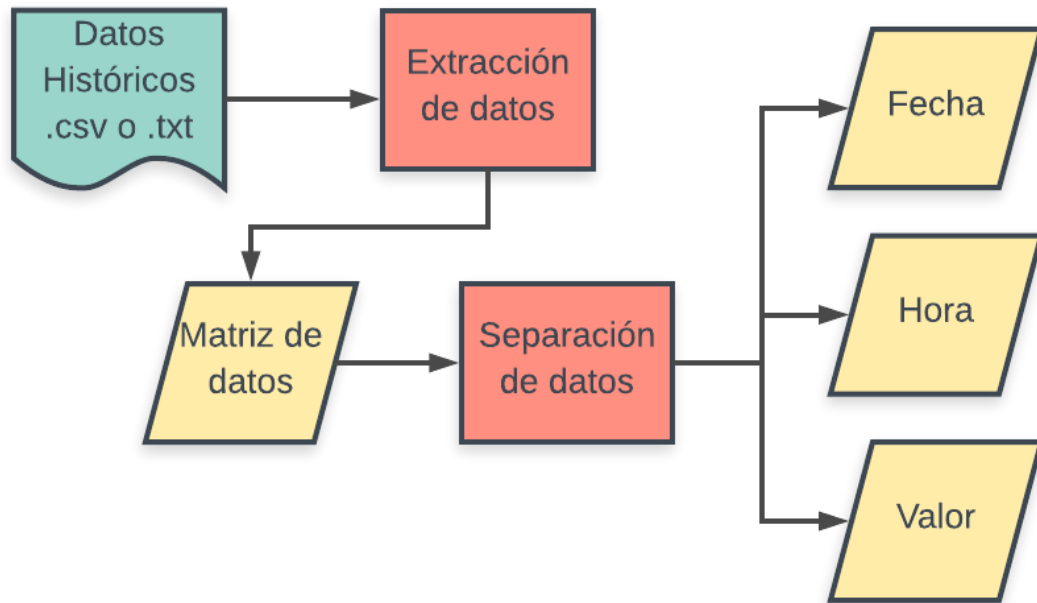 Datos
Históricos
.csv o .txt
Extracción
de datos
Matriz de
datos
Separación
de datos
Fecha
Hora
Valor